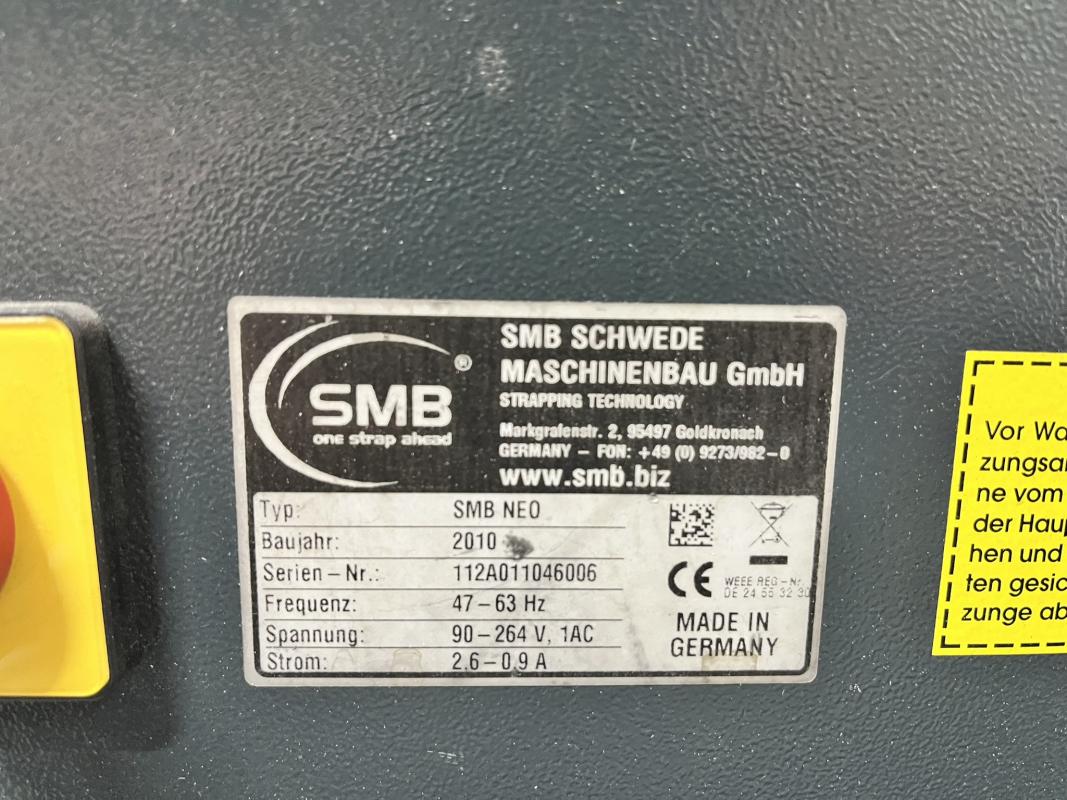 SMB®
one strap ahead
SMB SCHWEDE
MASCHINENBAU GmbH
STRAPPING TECHNOLOGY
Markgrafenstr. 2, 95497 Goldkronach
GERMANY – FON: +49 (0) 9273/982–0
www.smb.biz
Typ: SMB NEO
Baujahr: 2010
Serien – Nr.: 112A011046006
Frequenz: 47 – 63 Hz
Spannung: 90 – 264 V, 1AC
Strom: 2.6 – 0.9 A
CE
WEEE REG – Nr.
DE 24 55 32 30
MADE IN
GERMANY
Vor Wa
zungsa
ne vom
der Haup
hen und
ten gesic
zunge ab